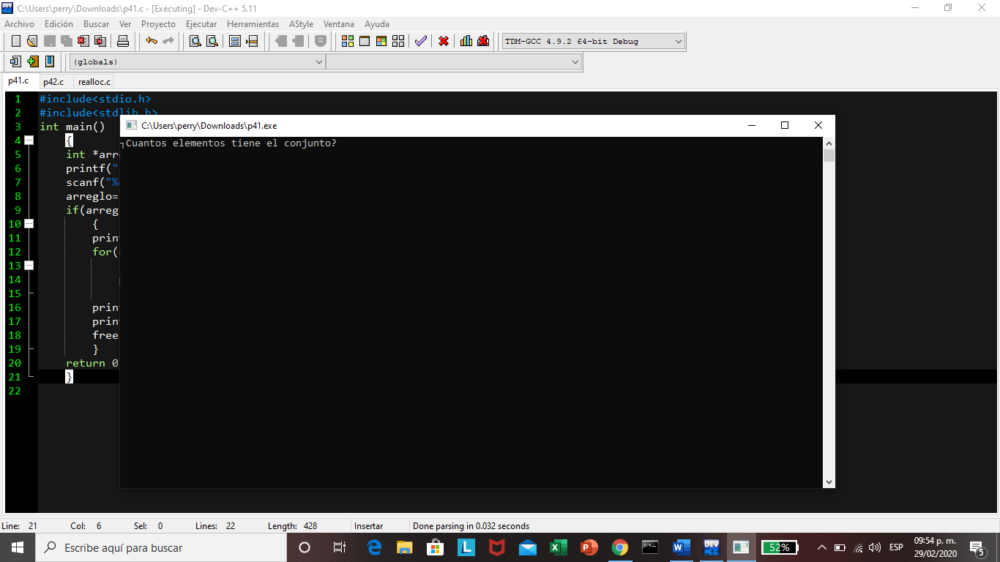 C:\Users\perry\Downloads\p41.c - [Executing] - Dev-C++ 5.11
Archivo Edición Buscar Ver Proyecto Ejecutar Herramientas AStyle Ventana Ayuda
TDM-GCC 4.9.2 64-bit Debug
(globals)
p41.c p42.c realloc.c
1 #include<stdio.h>
2 #include<stdlib.h>
3 int main()
C:\Users\perry\Downloads\p41.exe
4 {
┐Cuantos elementos tiene el conjunto?
5 int *arr
6 printf("
7 scanf("%
8 arreglo=
9 if(arreg
10 {
11 prin
12 for(
13
14
15
16 prin
17 prin
18 free
19 }
20 return 0
21 }
22
Line: 21 Col: 6 Sel: 0 Lines: 22 Length: 428 Insertar Done parsing in 0.032 seconds
Escribe aquí para buscar
52%
ESP
09:54 p. m.
29/02/2020
5